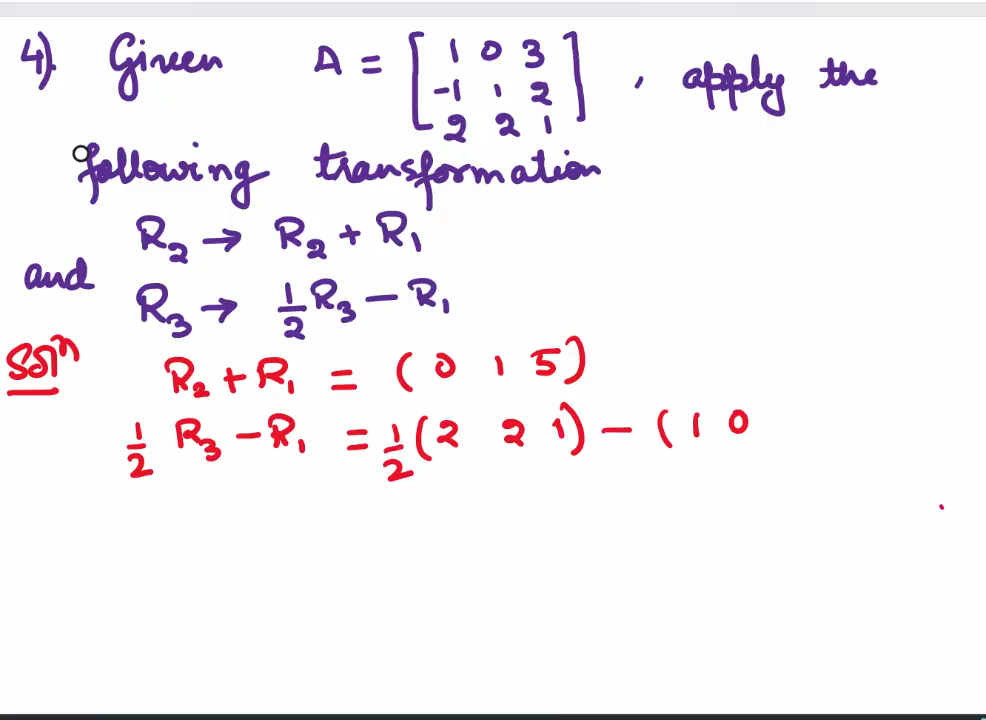 4). Given A = [ 1 0 3
-1 1 2
2 2 1 ] , apply the
following transformation
R₂ → R₂ + R₁
and
R₃ → 1/2 R₃ – R₁
Solⁿ
R₂ + R₁ = ( 0 1 5 )
1/2 R₃ – R₁ = 1/2 ( 2 2 1 ) – ( 1 0